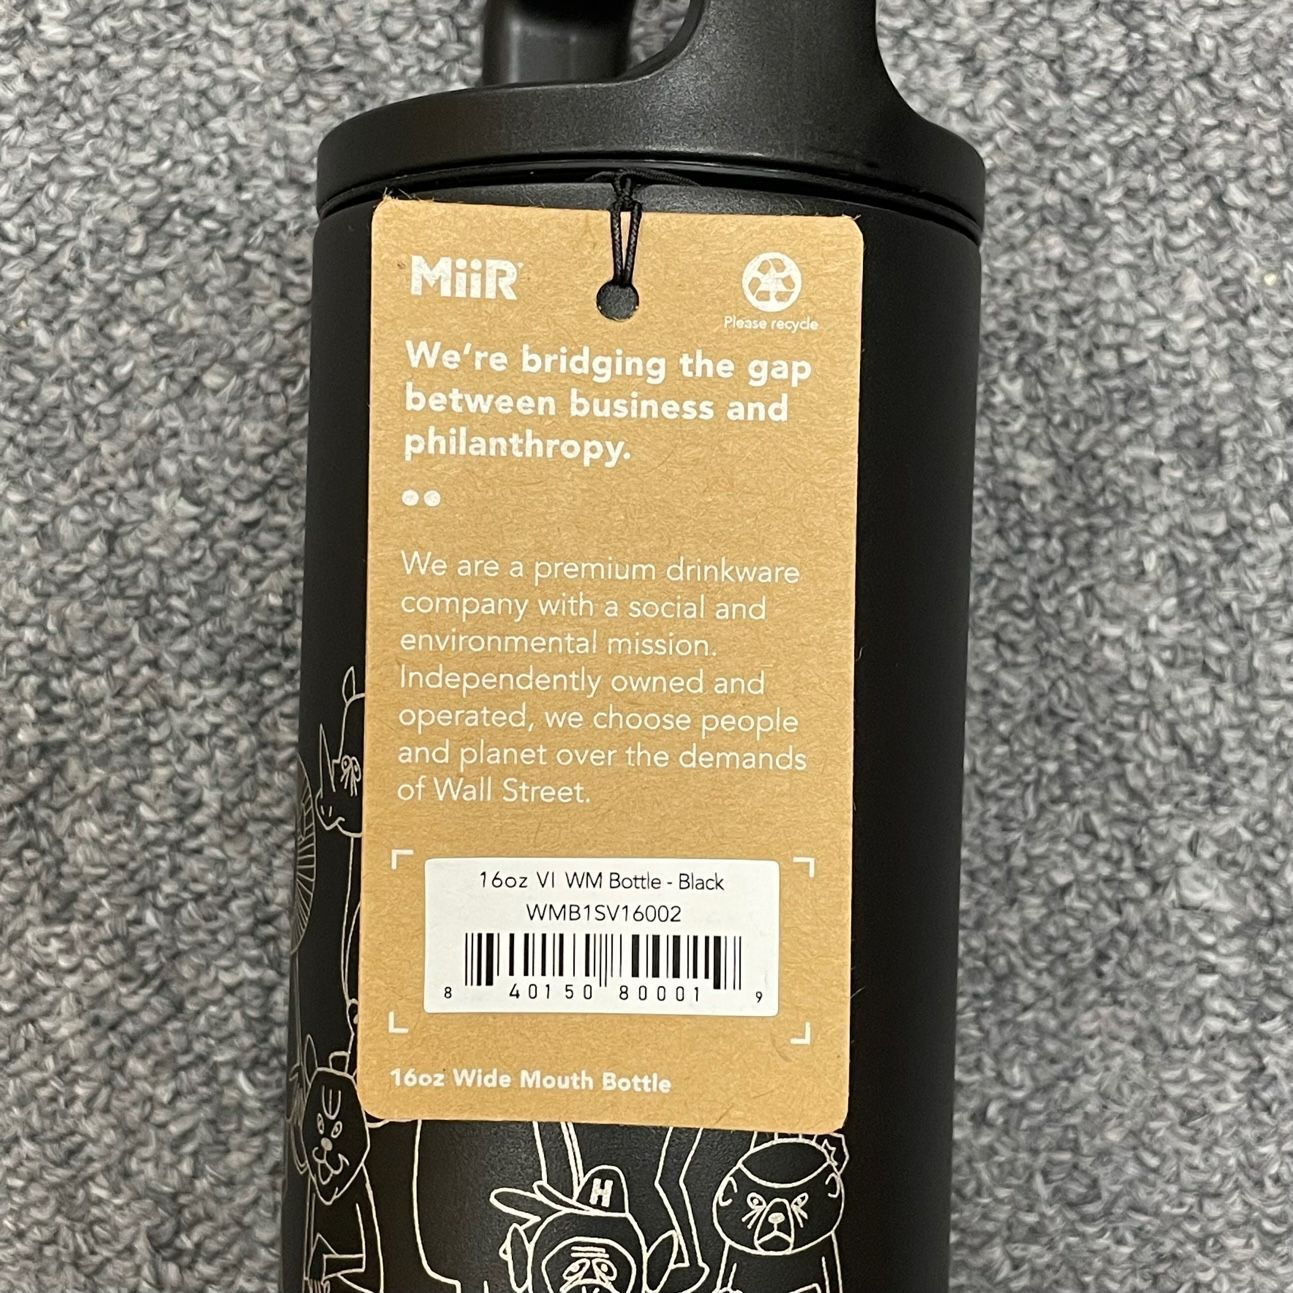 MiiR
Please recycle
We're bridging the gap
between business and
philanthropy.
We are a premium drinkware
company with a social and
environmental mission.
Independently owned and
operated, we choose people
and planet over the demands
of Wall Street.
16oz VI WM Bottle - Black
WMB1SV16002
8 40150 80001 9
16oz Wide Mouth Bottle
H